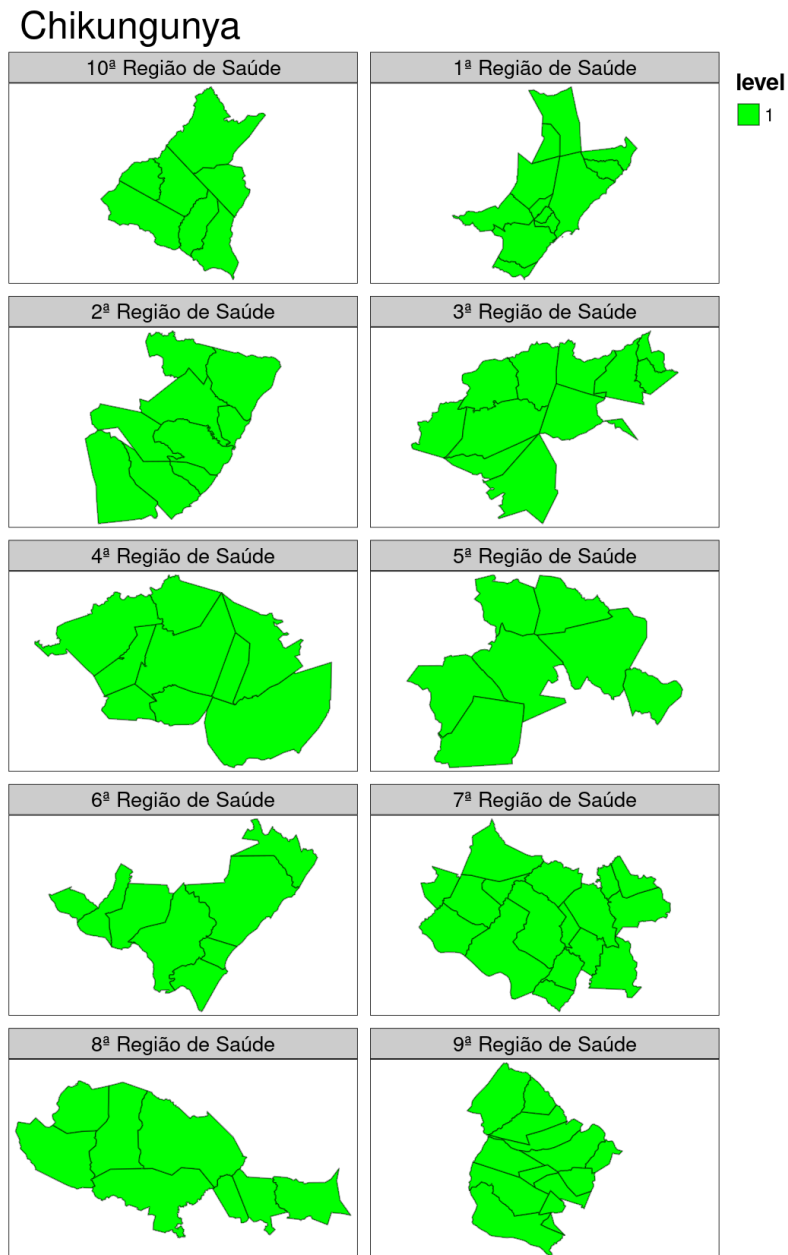 Chikungunya
10ª Região de Saúde
1ª Região de Saúde
level
1
2ª Região de Saúde
3ª Região de Saúde
4ª Região de Saúde
5ª Região de Saúde
6ª Região de Saúde
7ª Região de Saúde
8ª Região de Saúde
9ª Região de Saúde